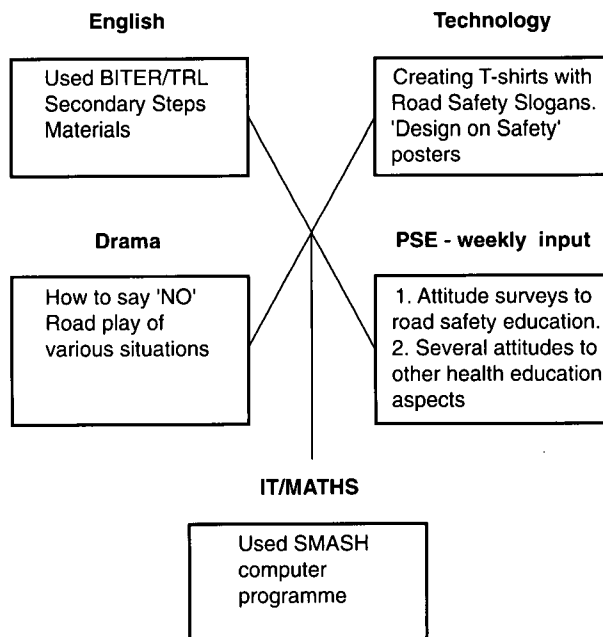 English
Used BITER/TRL
Secondary Steps
Materials
Technology
Creating T-shirts with
Road Safety Slogans.
'Design on Safety'
posters
Drama
How to say 'NO'
Road play of
various situations
PSE - weekly input
1. Attitude surveys to
road safety education.
2. Several attitudes to
other health education
aspects
IT/MATHS
Used SMASH
computer
programme